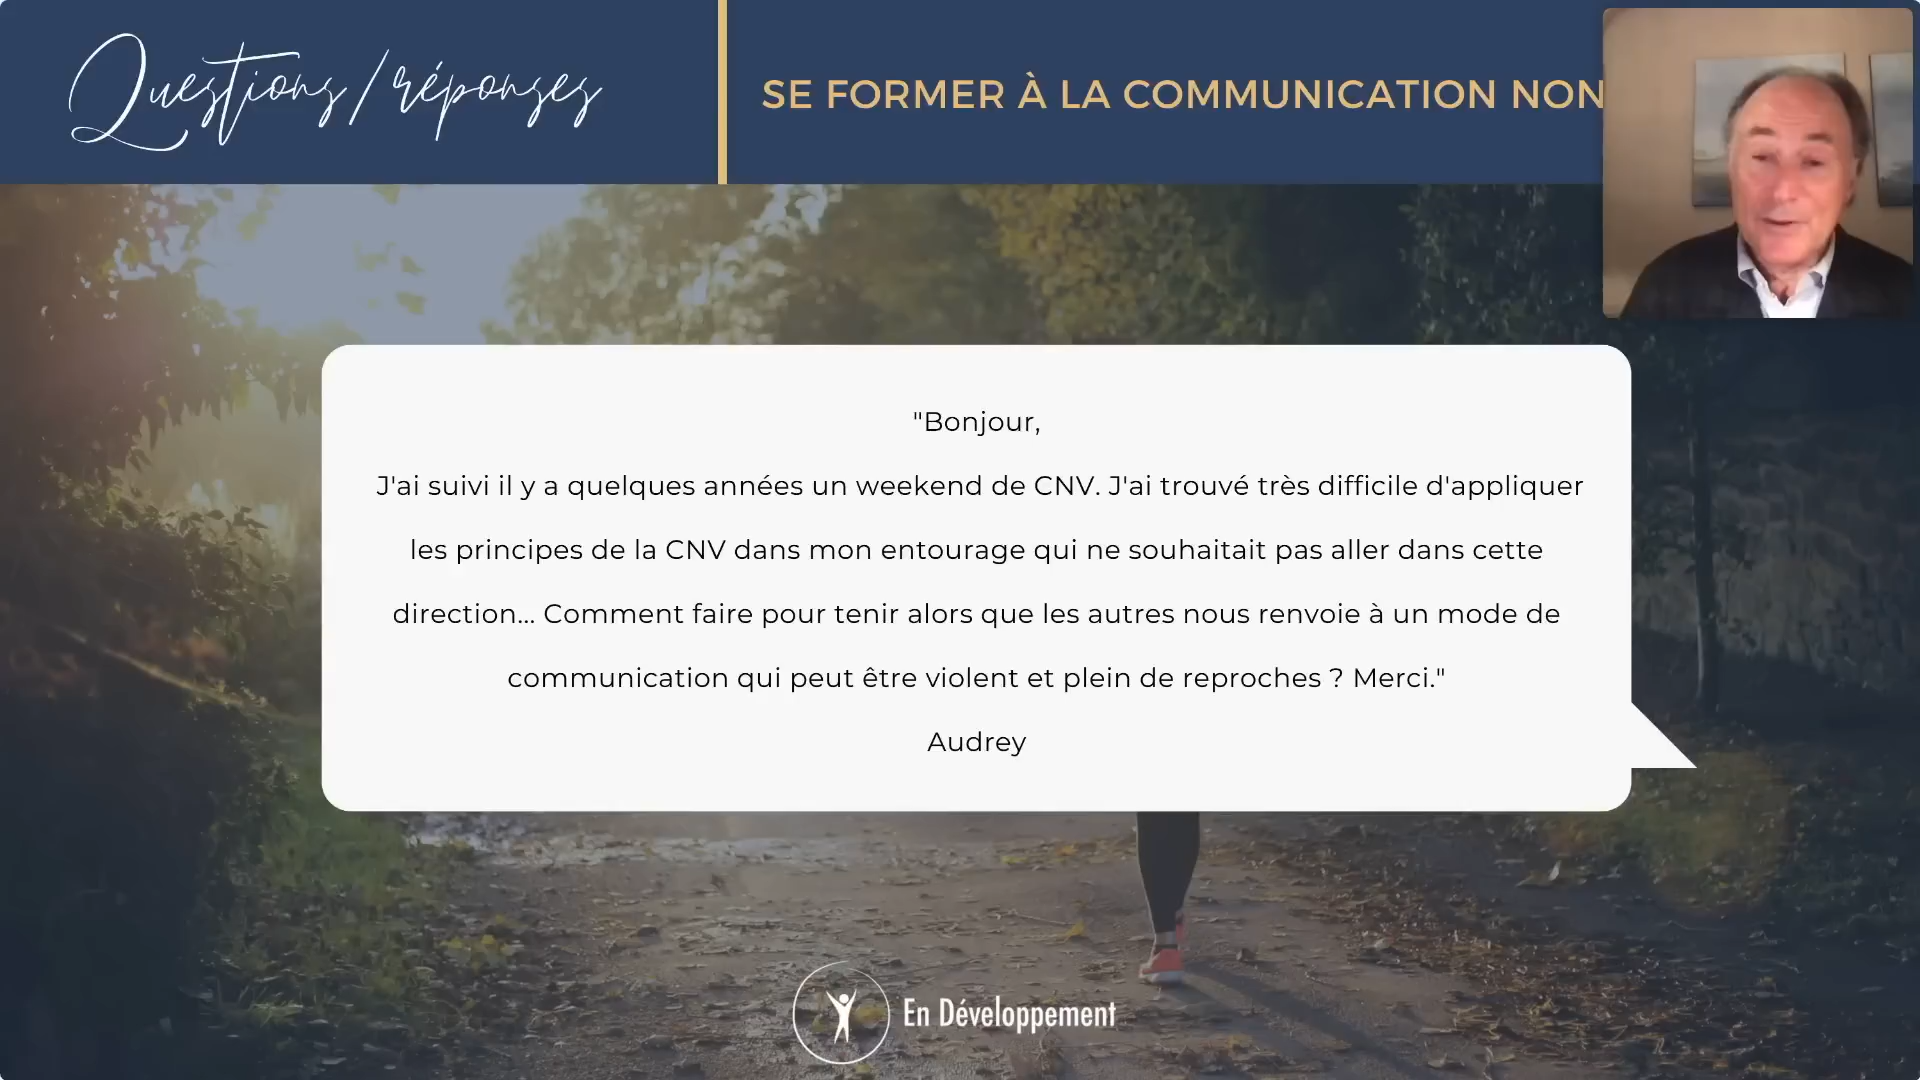 Questions/réponses
SE FORMER À LA COMMUNICATION NON
"Bonjour,
J'ai suivi il y a quelques années un weekend de CNV. J'ai trouvé très difficile d'appliquer
les principes de la CNV dans mon entourage qui ne souhaitait pas aller dans cette
direction... Comment faire pour tenir alors que les autres nous renvoie à un mode de
communication qui peut être violent et plein de reproches ? Merci."
Audrey
En Développement